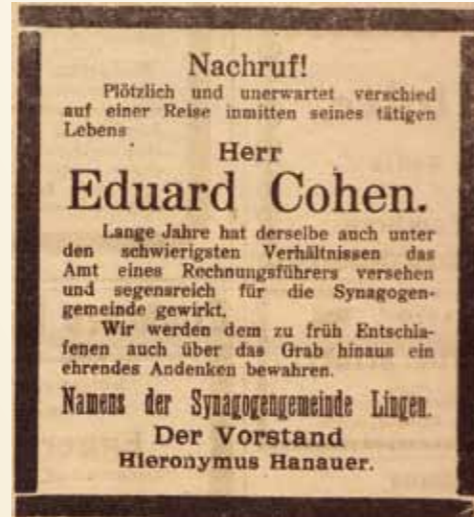 Nachruf!
Plötzlich und unerwartet verschied
auf einer Reise inmitten seines tätigen
Lebens
Herr
Eduard Cohen.
Lange Jahre hat derselbe auch unter
den schwierigsten Verhältnissen das
Amt eines Rechnungsführers versehen
und segensreich für die Synagogen-
gemeinde gewirkt.
Wir werden dem zu früh Entschla-
fenen auch über das Grab hinaus ein
ehrendes Andenken bewahren.
Namens der Synagogengemeinde Lingen.
Der Vorstand
Hieronymus Hanauer.